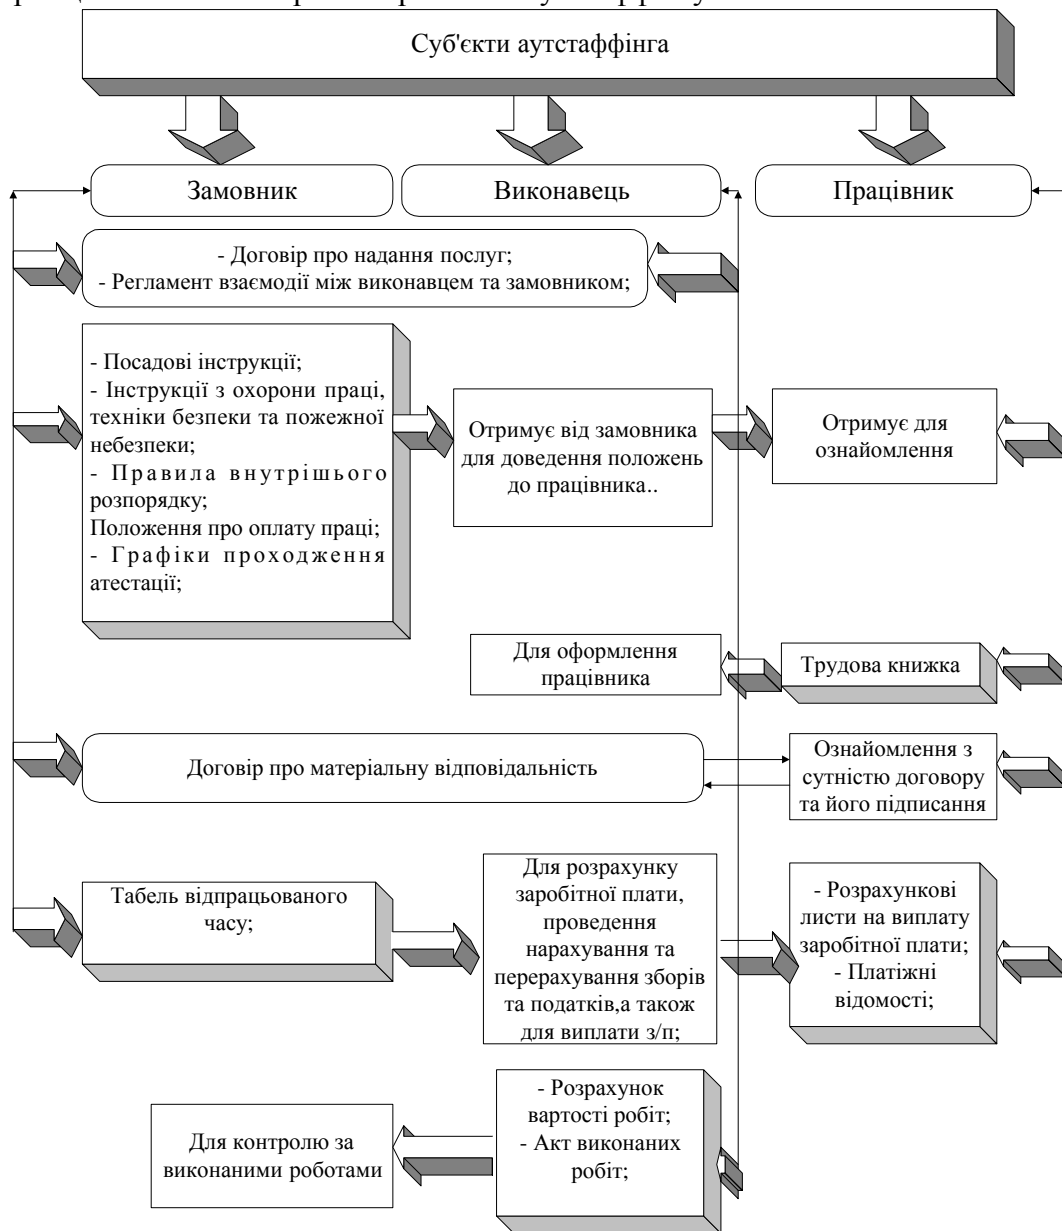 Суб'єкти аутстаффінга
Замовник
Виконавець
Працівник
- Договір про надання послуг;
- Регламент взаємодії між виконавцем та замовником;
- Посадові інструкції;
- Інструкції з охорони праці,
техніки безпеки та пожежної
небезпеки;
- Правила внутрішього
розпорядку;
Положення про оплату праці;
- Графіки проходження
атестації;
Отримує від замовника
для доведення положень
до працівника..
Отримує для
ознайомлення
Для оформлення
працівника
Трудова книжка
Договір про матеріальну відповідальність
Ознайомлення з
сутністю договору
та його підписання
Табель відпрацьованого
часу;
Для розрахунку
заробітної плати,
проведення
нарахування та
перерахування зборів
та податків,а також
для виплати з/п;
- Розрахункові
листи на виплату
заробітної плати;
- Платіжні
відомості;
Для контролю за
виконаними роботами
- Розрахунок
вартості робіт;
- Акт виконаних
робіт;